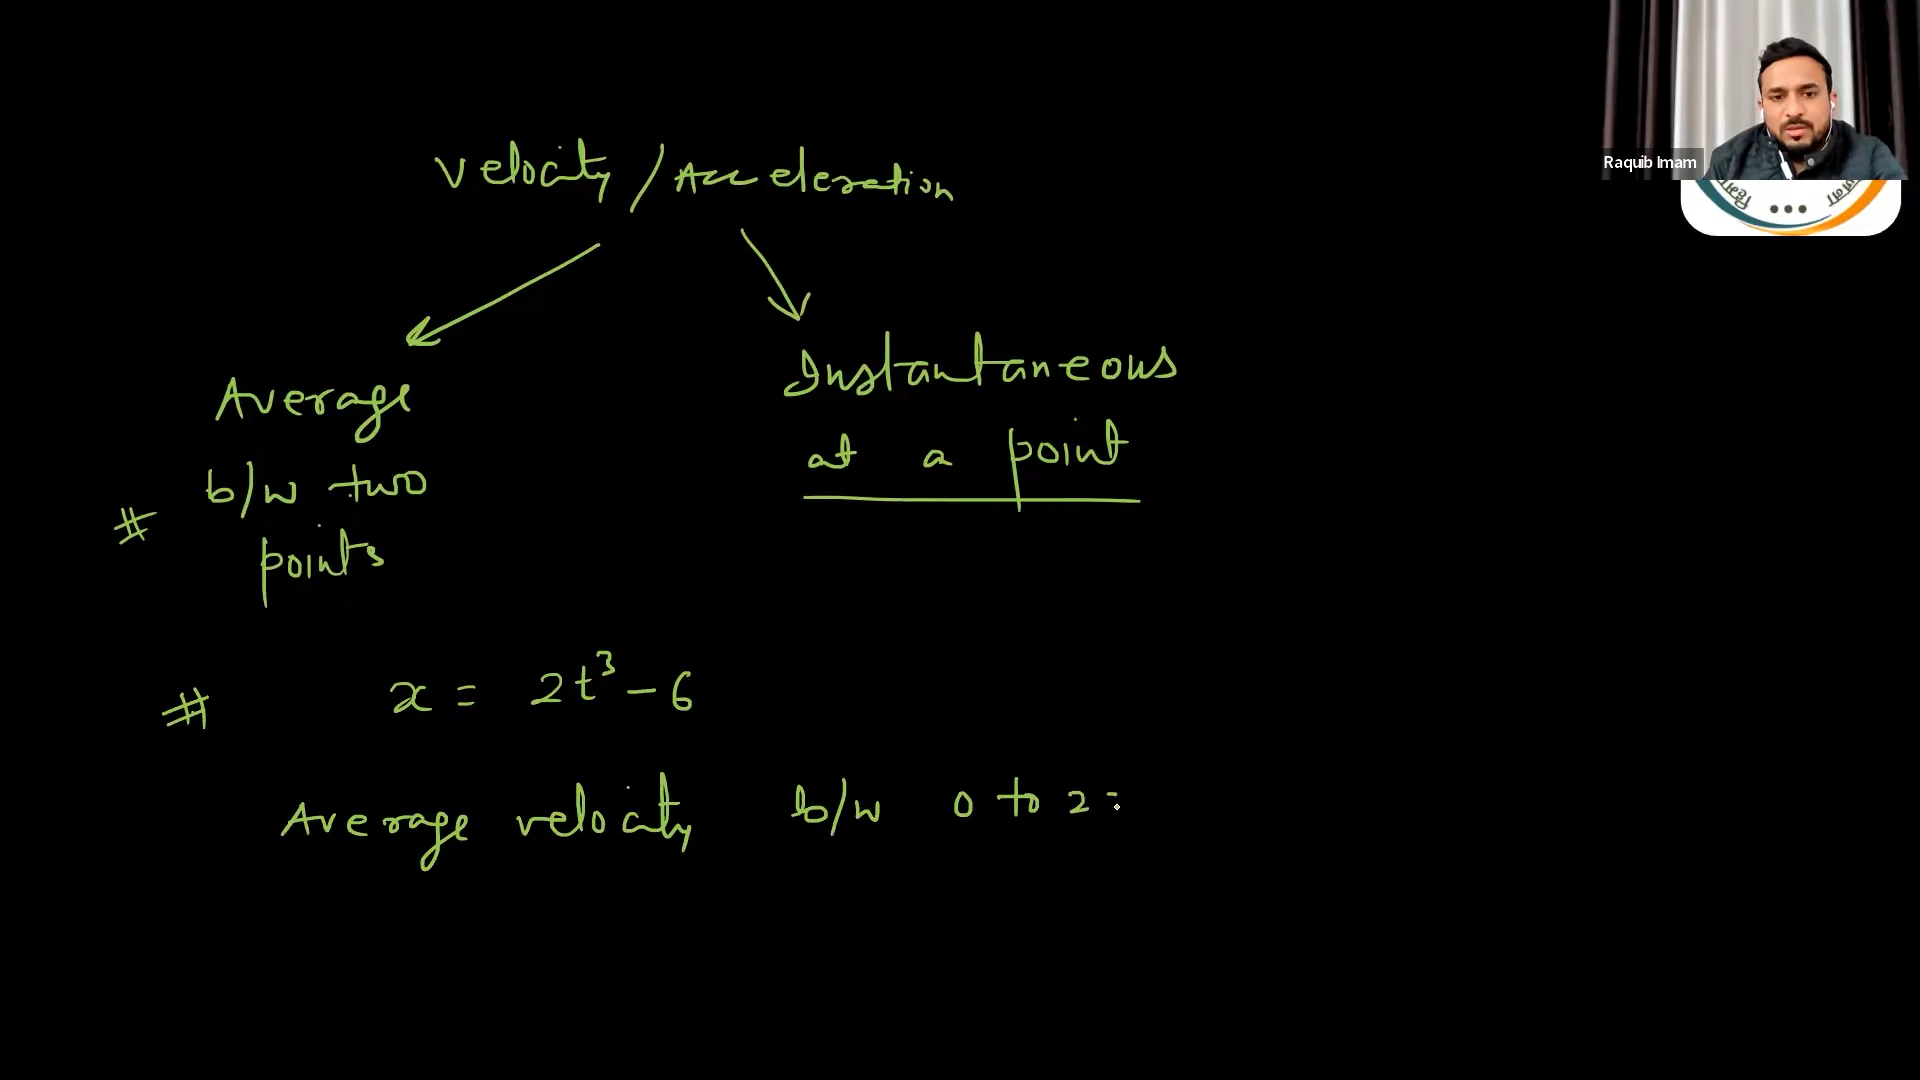 Velocity / Acceleration
Average
b/w two
points
Instantaneous
at a point
#
# x = 2t³ - 6
Average velocity b/w 0 to 2
Raquib Imam